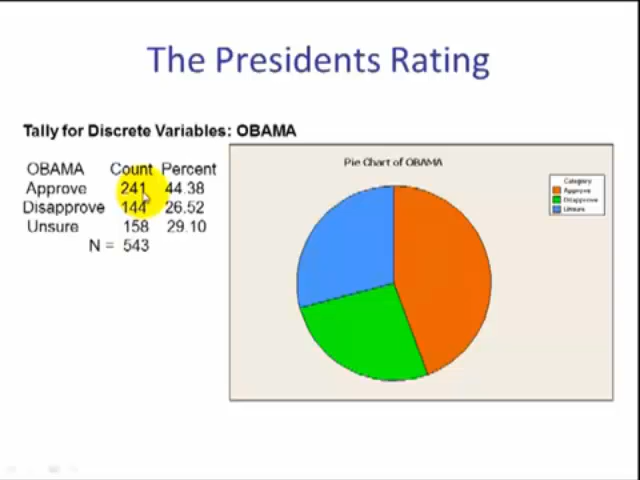 The Presidents Rating
Tally for Discrete Variables: OBAMA
OBAMA Count Percent
Approve 241 44.38
Disapprove 144 26.52
Unsure 158 29.10
N = 543
Pie Chart of OBAMA
Category
Approve
Disapprove
Unsure